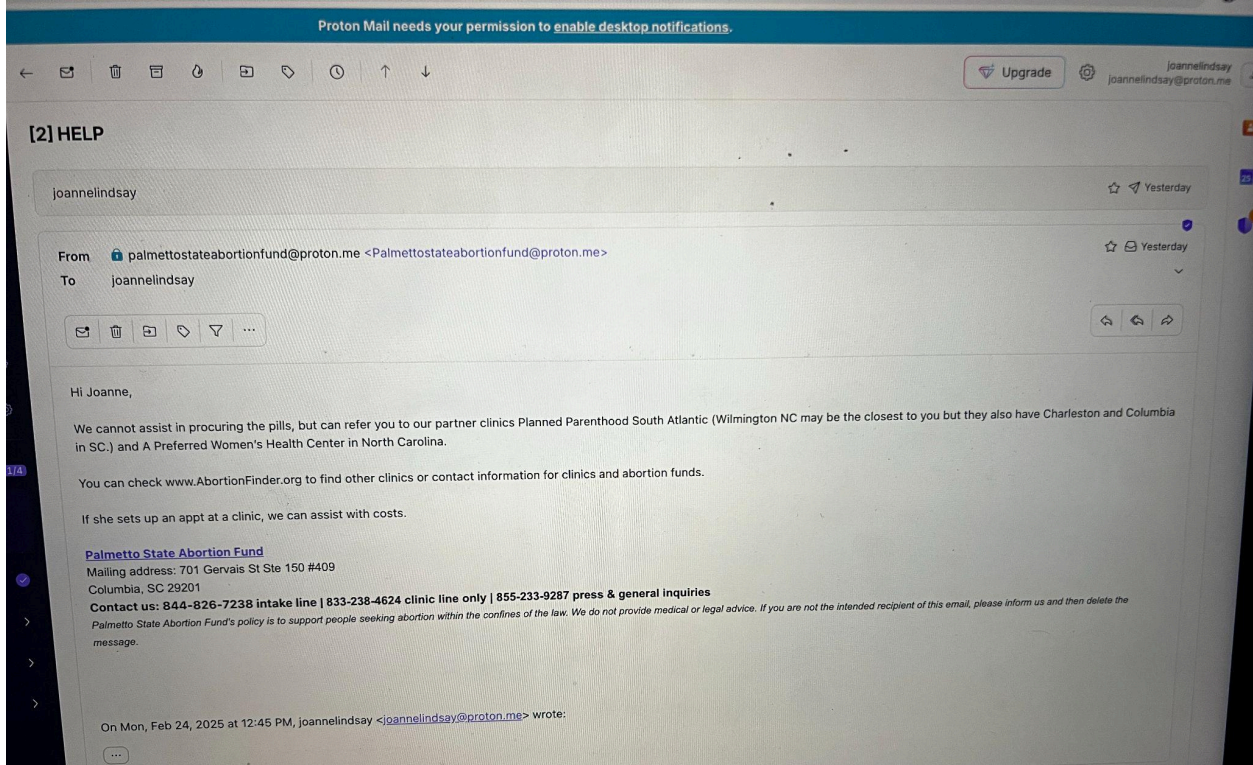 Proton Mail needs your permission to enable desktop notifications.
Upgrade
joannelindsay
joannelindsay@proton.me
[2] HELP
joannelindsay
Yesterday
From palmettostateabortionfund@proton.me <Palmettostateabortionfund@proton.me>
Yesterday
To joannelindsay
Hi Joanne,
We cannot assist in procuring the pills, but can refer you to our partner clinics Planned Parenthood South Atlantic (Wilmington NC may be the closest to you but they also have Charleston and Columbia
in SC.) and A Preferred Women's Health Center in North Carolina.
1/4
You can check www.AbortionFinder.org to find other clinics or contact information for clinics and abortion funds.
If she sets up an appt at a clinic, we can assist with costs.
Palmetto State Abortion Fund
Mailing address: 701 Gervais St Ste 150 #409
Columbia, SC 29201
Contact us: 844-826-7238 intake line | 833-238-4624 clinic line only | 855-233-9287 press & general inquiries
Palmetto State Abortion Fund's policy is to support people seeking abortion within the confines of the law. We do not provide medical or legal advice. If you are not the intended recipient of this email, please inform us and then delete the
message.
On Mon, Feb 24, 2025 at 12:45 PM, joannelindsay <joannelindsay@proton.me> wrote: